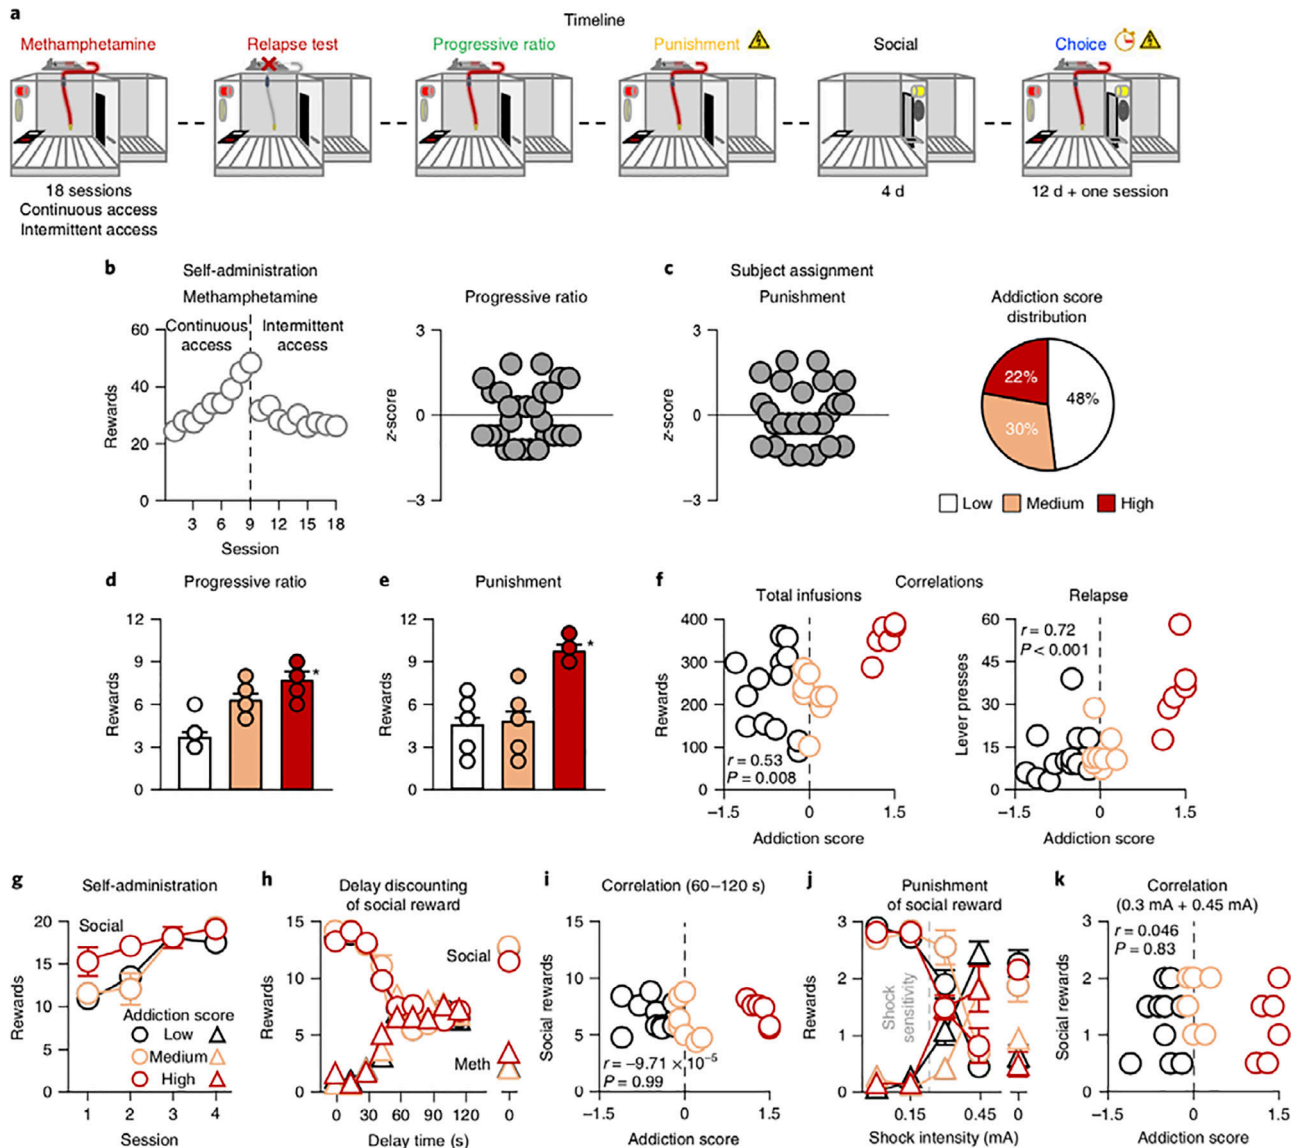 a
Timeline
Methamphetamine
Relapse test
Progressive ratio
Punishment
Social
Choice
18 sessions
Continuous access
Intermittent access
4 d
12 d + one session
b
Self-administration
Methamphetamine
Continuous access
Intermittent access
60
40
20
0
Rewards
3 6 9 12 15 18
Session
Progressive ratio
3
0
−3
z-score
c
Subject assignment
Punishment
3
0
−3
z-score
Addiction score
distribution
22%
48%
30%
Low Medium High
d
Progressive ratio
12
9
6
3
0
Rewards
*
e
Punishment
12
9
6
3
0
Rewards
*
f
Correlations
Total infusions
400
300
200
100
0
Rewards
r = 0.53
P = 0.008
−1.5 0 1.5
Addiction score
Relapse
60
45
30
15
0
Lever presses
r = 0.72
P < 0.001
−1.5 0 1.5
Addiction score
g
Self-administration
Social
20
15
10
5
0
Rewards
Addiction score
Low
Medium
High
1 2 3 4
Session
h
Delay discounting
of social reward
15
10
5
0
Rewards
Social
Meth
0 30 60 90 120 0
Delay time (s)
i
Correlation (60–120 s)
15
10
5
0
Social rewards
r = −9.71 × 10⁻⁵
P = 0.99
−1.5 0 1.5
Addiction score
j
Punishment
of social reward
3
2
1
0
Rewards
Shock
sensitivity
0.15 0.45 0
Shock intensity (mA)
k
Correlation
(0.3 mA + 0.45 mA)
3
2
1
0
Social rewards
r = 0.046
P = 0.83
−1.5 0 1.5
Addiction score